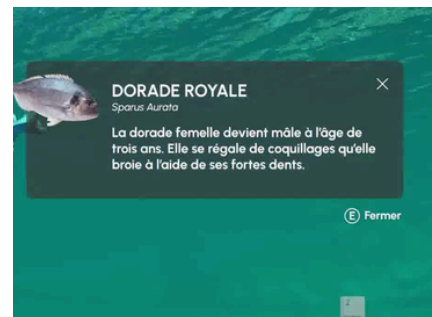 DORADE ROYALE
Sparus Aurata
La dorade femelle devient mâle à l'âge de
trois ans. Elle se régale de coquillages qu'elle
broie à l'aide de ses fortes dents.
E Fermer